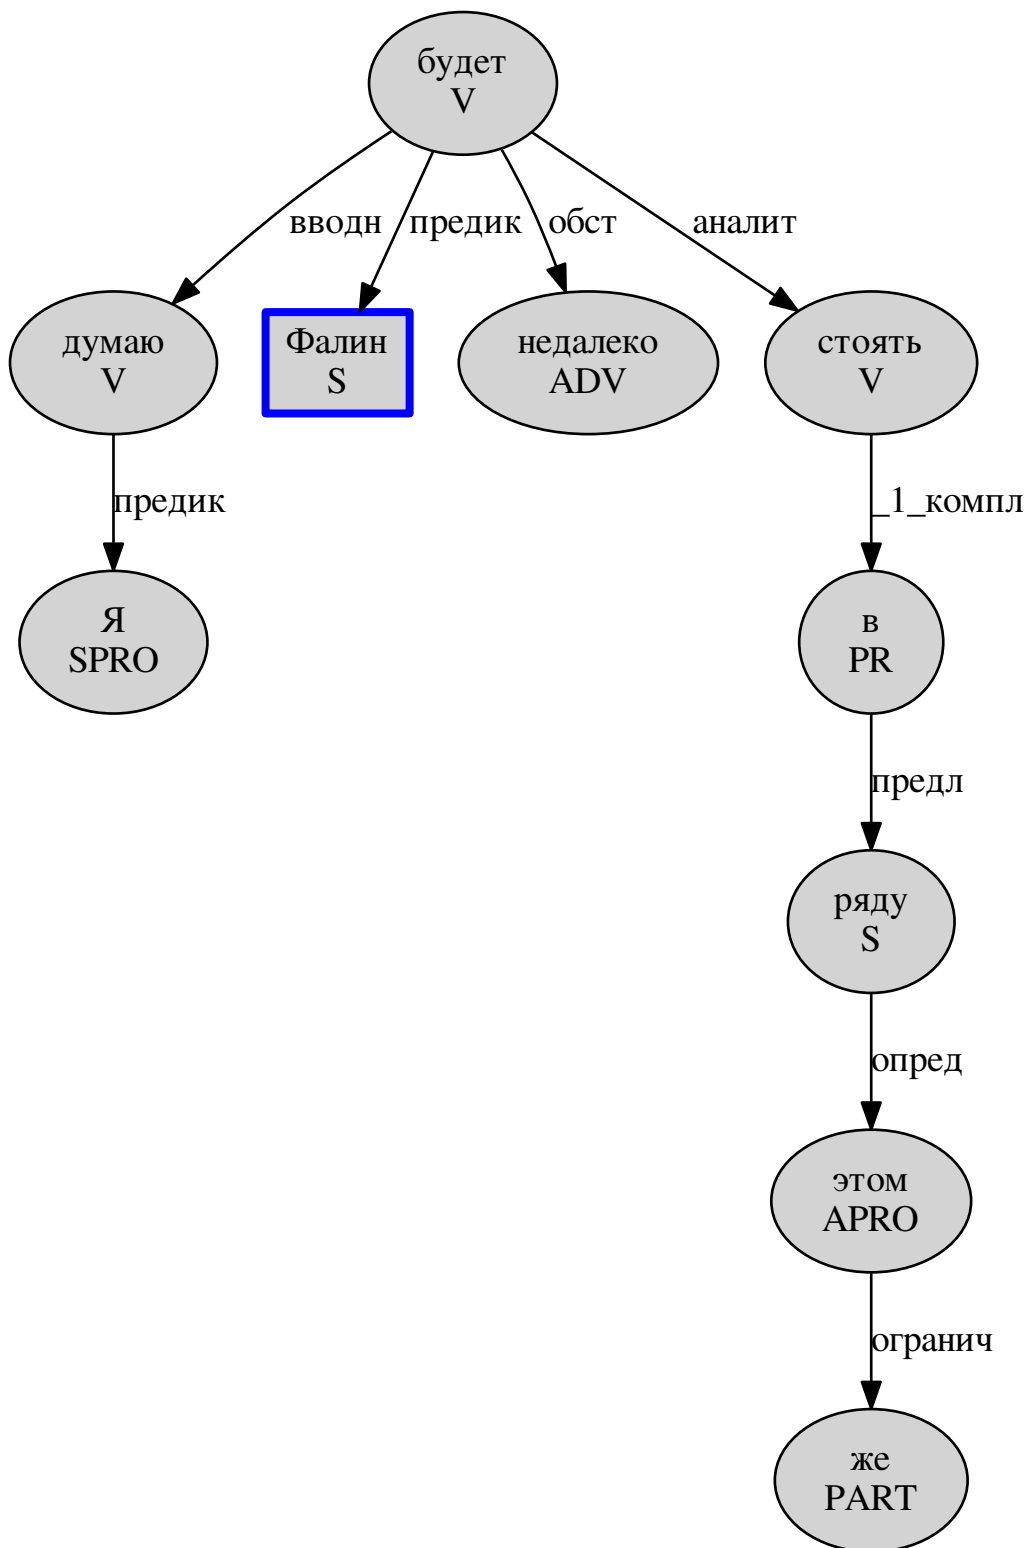 будет
V
вводн
предик
обст
аналит
думаю
V
Фалин
S
недалеко
ADV
стоять
V
предик
_1_компл
Я
SPRO
в
PR
предл
ряду
S
опред
этом
APRO
огранич
же
PART